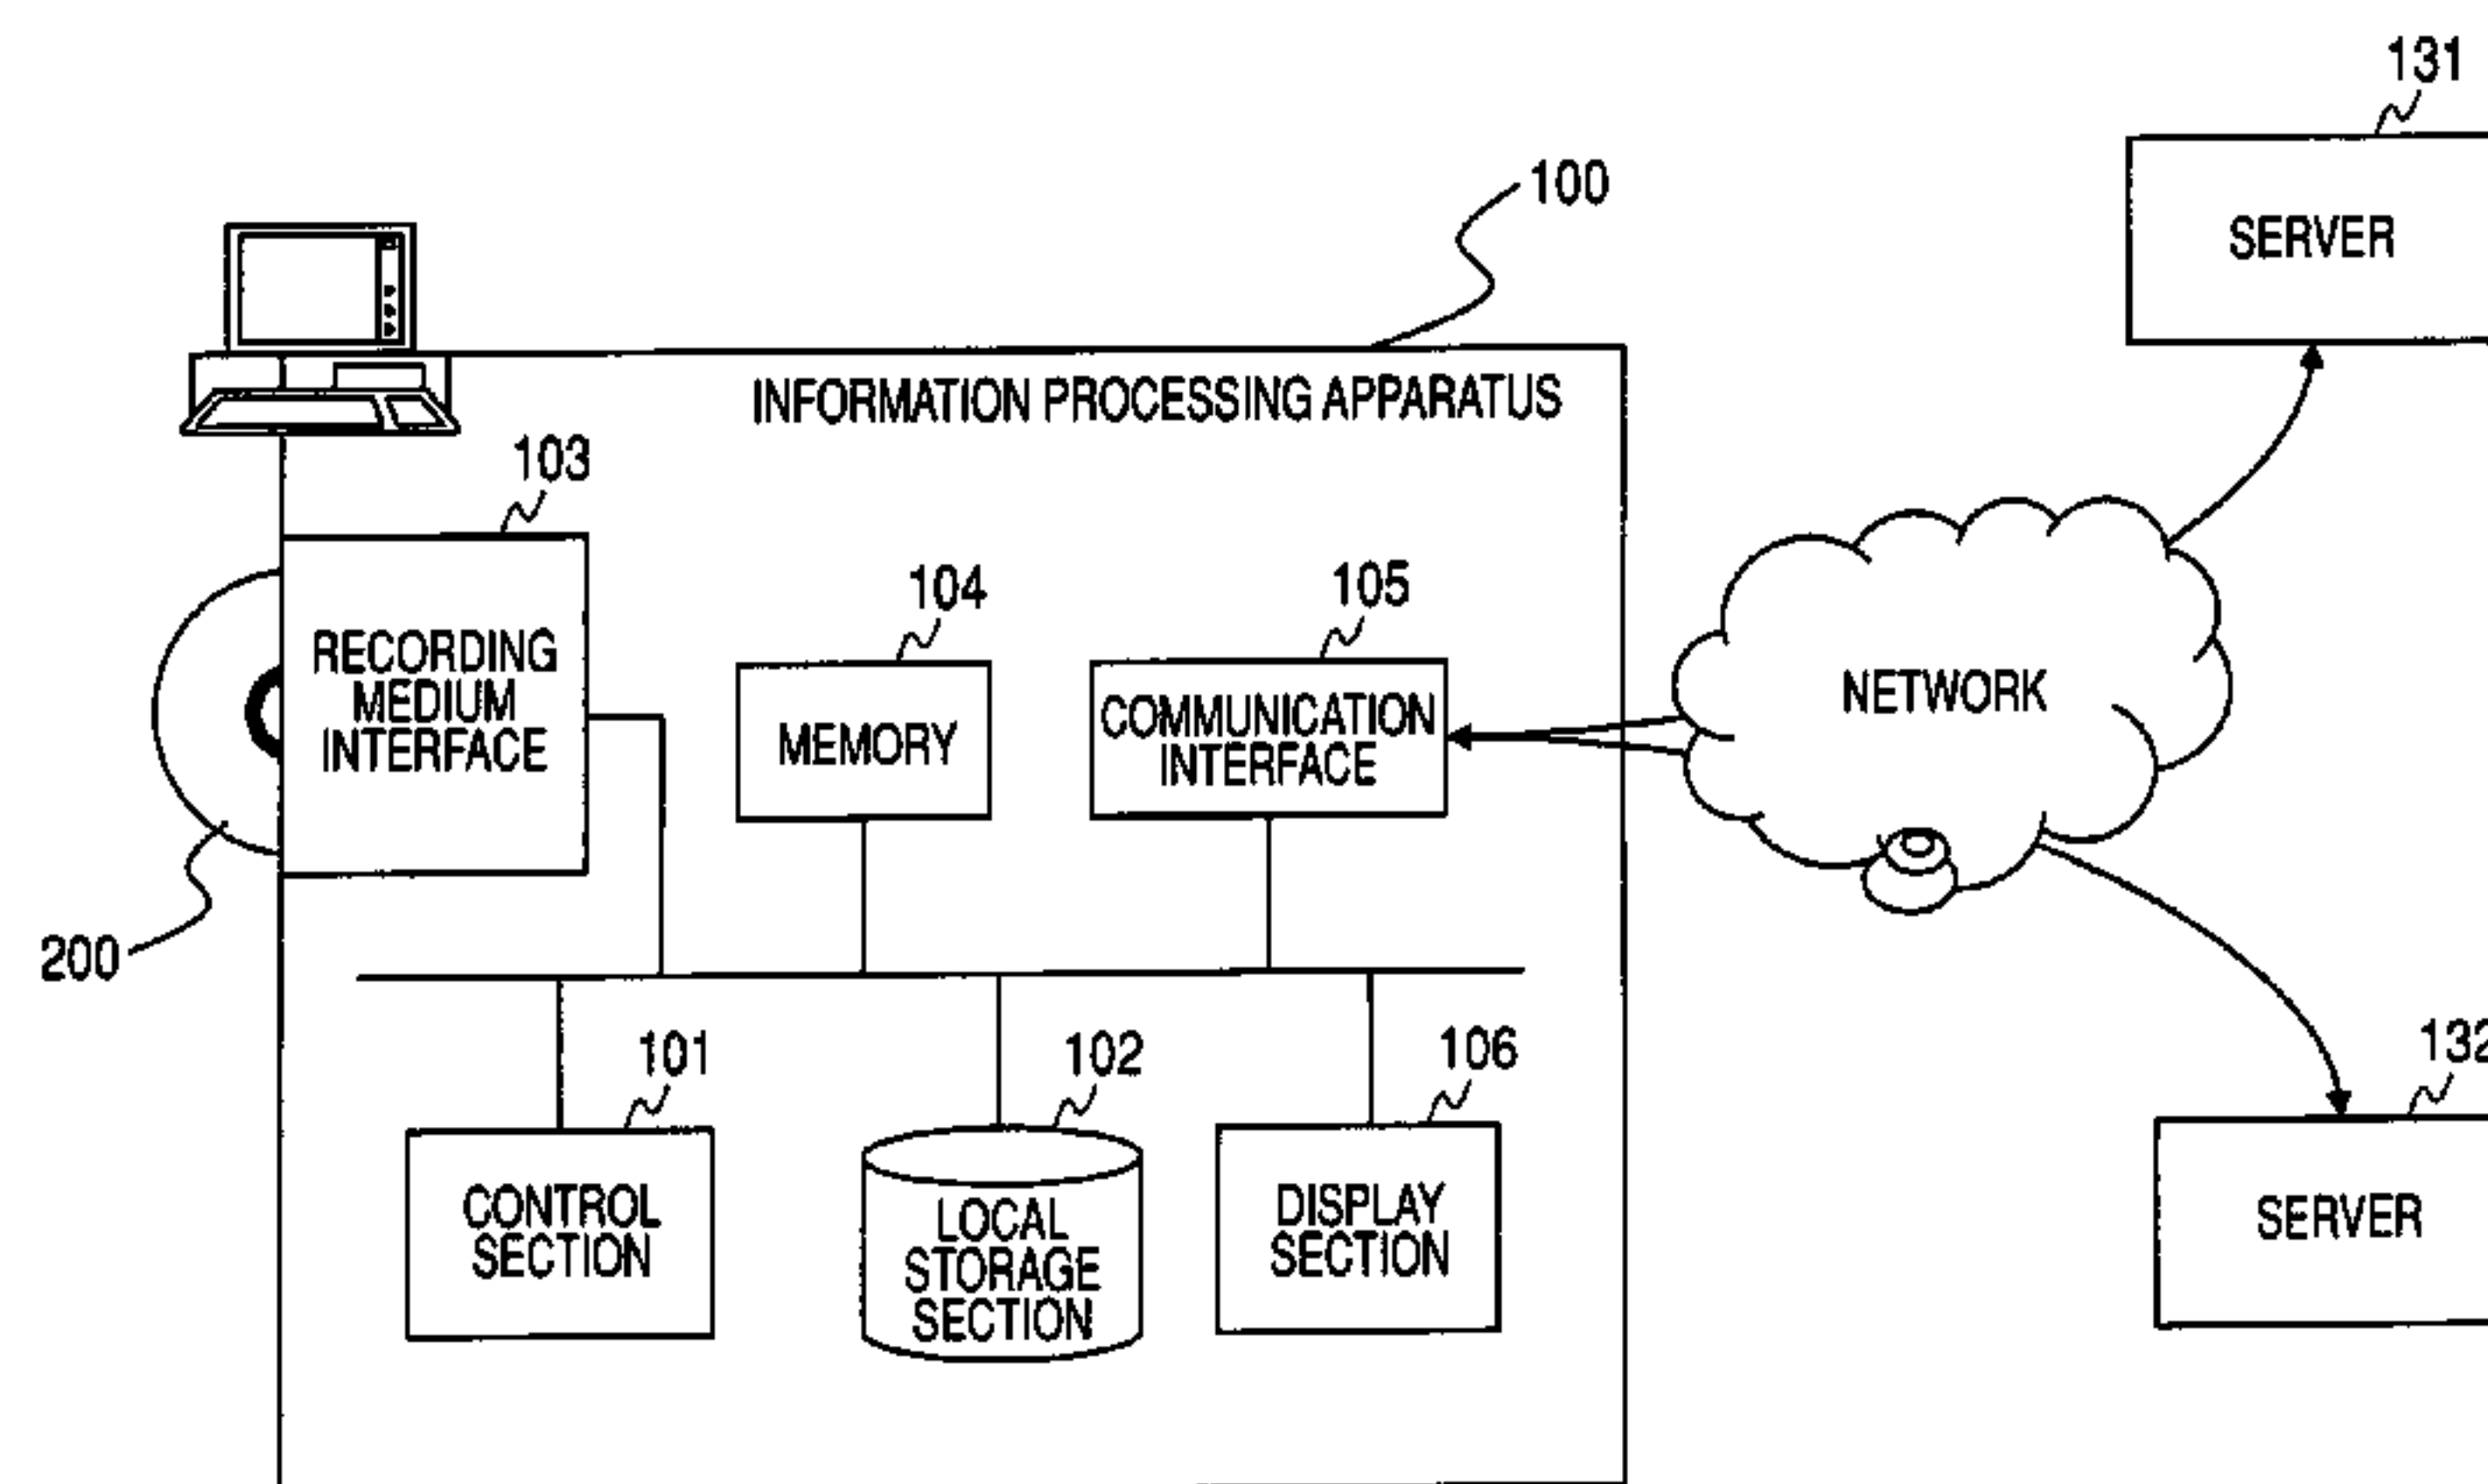 131
SERVER
100
INFORMATION PROCESSING APPARATUS
103
RECORDING
MEDIUM
INTERFACE
104
MEMORY
105
COMMUNICATION
INTERFACE
NETWORK
200
101
CONTROL
SECTION
102
LOCAL
STORAGE
SECTION
106
DISPLAY
SECTION
132
SERVER